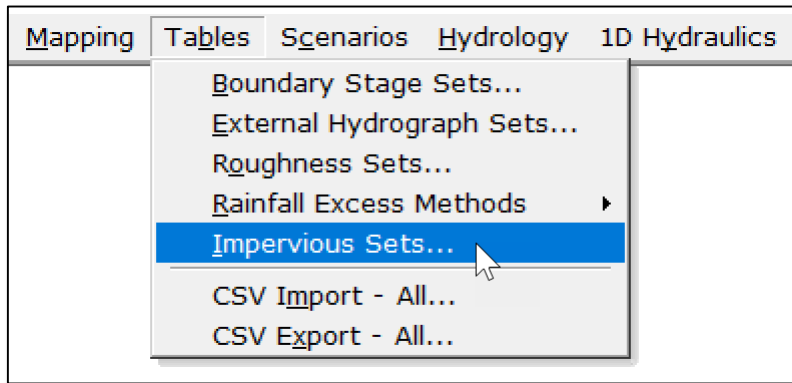 Mapping Tables Scenarios Hydrology 1D Hydraulics
Boundary Stage Sets...
External Hydrograph Sets...
Roughness Sets...
Rainfall Excess Methods
Impervious Sets...
CSV Import - All...
CSV Export - All...